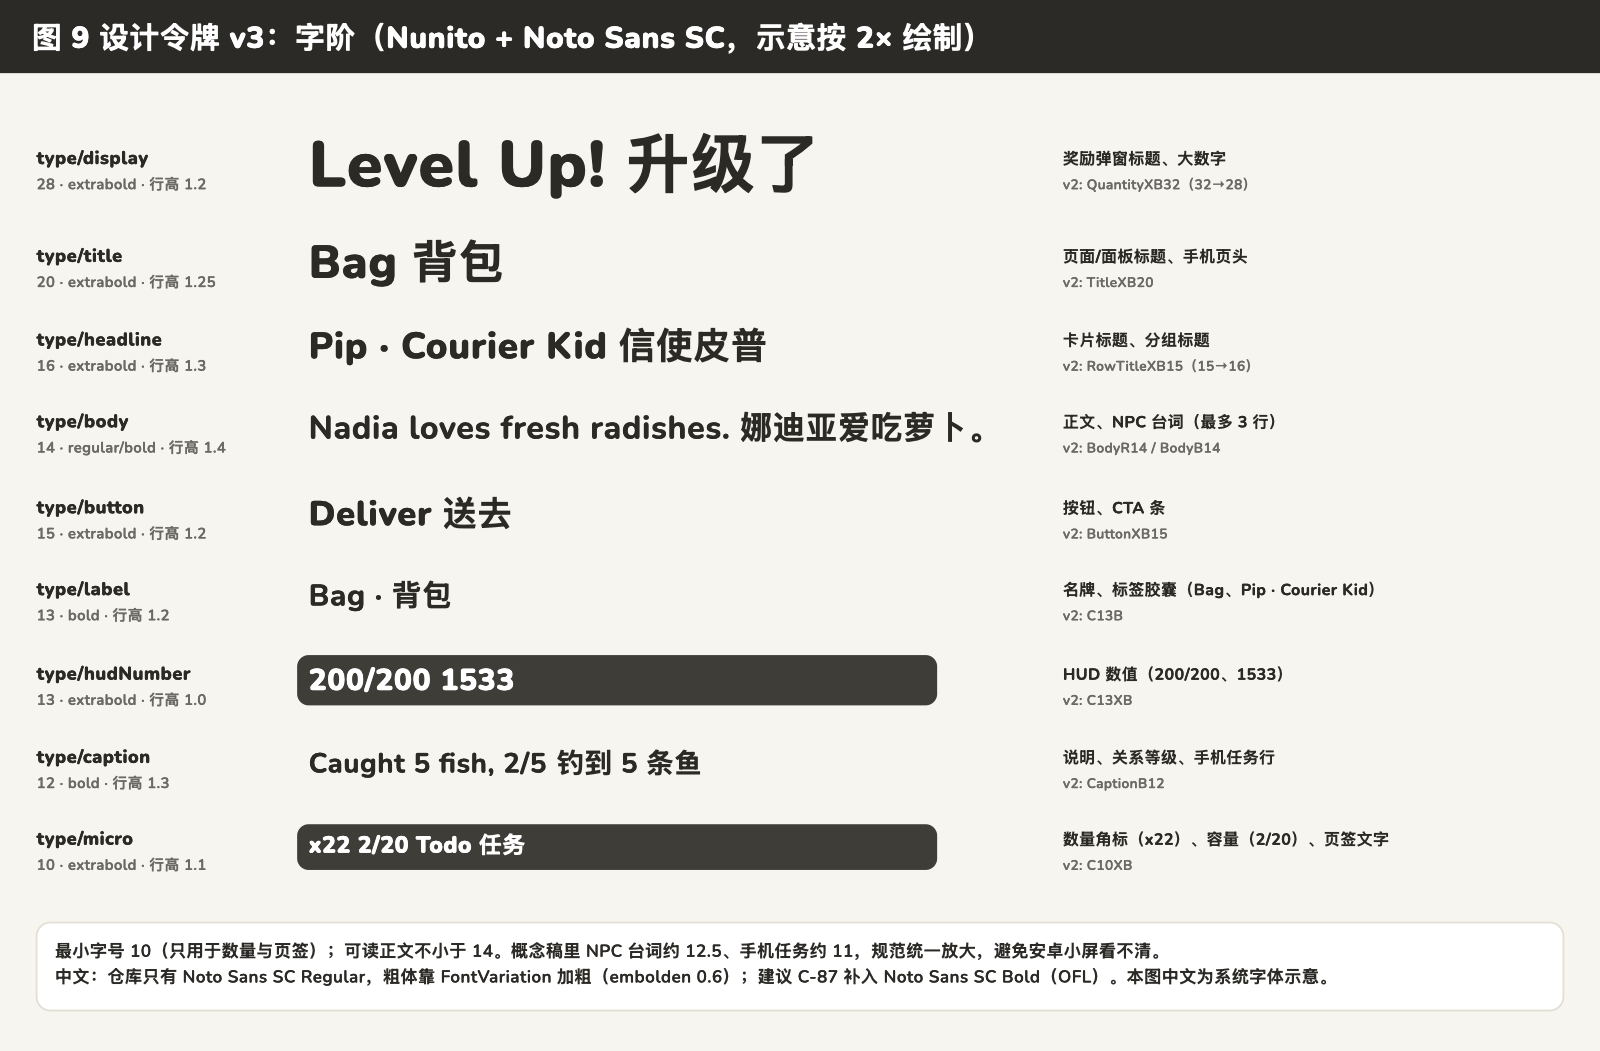 图 9 设计令牌 v3：字阶（Nunito + Noto Sans SC，示意按 2× 绘制）
type/display
28 · extrabold · 行高 1.2
Level Up! 升级了
奖励弹窗标题、大数字
v2: QuantityXB32（32→28）
type/title
20 · extrabold · 行高 1.25
Bag 背包
页面/面板标题、手机页头
v2: TitleXB20
type/headline
16 · extrabold · 行高 1.3
Pip · Courier Kid 信使皮普
卡片标题、分组标题
v2: RowTitleXB15（15→16）
type/body
14 · regular/bold · 行高 1.4
Nadia loves fresh radishes. 娜迪亚爱吃萝卜。
正文、NPC 台词（最多 3 行）
v2: BodyR14 / BodyB14
type/button
15 · extrabold · 行高 1.2
Deliver 送去
按钮、CTA 条
v2: ButtonXB15
type/label
13 · bold · 行高 1.2
Bag · 背包
名牌、标签胶囊（Bag、Pip · Courier Kid）
v2: C13B
type/hudNumber
13 · extrabold · 行高 1.0
200/200 1533
HUD 数值（200/200、1533）
v2: C13XB
type/caption
12 · bold · 行高 1.3
Caught 5 fish, 2/5 钓到 5 条鱼
说明、关系等级、手机任务行
v2: CaptionB12
type/micro
10 · extrabold · 行高 1.1
x22 2/20 Todo 任务
数量角标（x22）、容量（2/20）、页签文字
v2: C10XB
最小字号 10（只用于数量与页签）；可读正文不小于 14。概念稿里 NPC 台词约 12.5、手机任务约 11，规范统一放大，避免安卓小屏看不清。
中文：仓库只有 Noto Sans SC Regular，粗体靠 FontVariation 加粗（embolden 0.6）；建议 C-87 补入 Noto Sans SC Bold（OFL）。本图中文为系统字体示意。